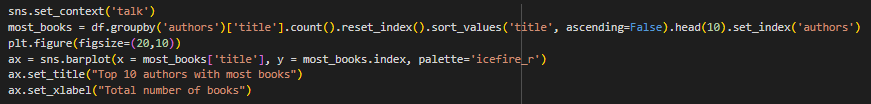 sns.set_context('talk')
most_books = df.groupby('authors')['title'].count().reset_index().sort_values('title', ascending=False).head(10).set_index('authors')
plt.figure(figsize=(20,10))
ax = sns.barplot(x = most_books['title'], y = most_books.index, palette='icefire_r')
ax.set_title("Top 10 authors with most books")
ax.set_xlabel("Total number of books")